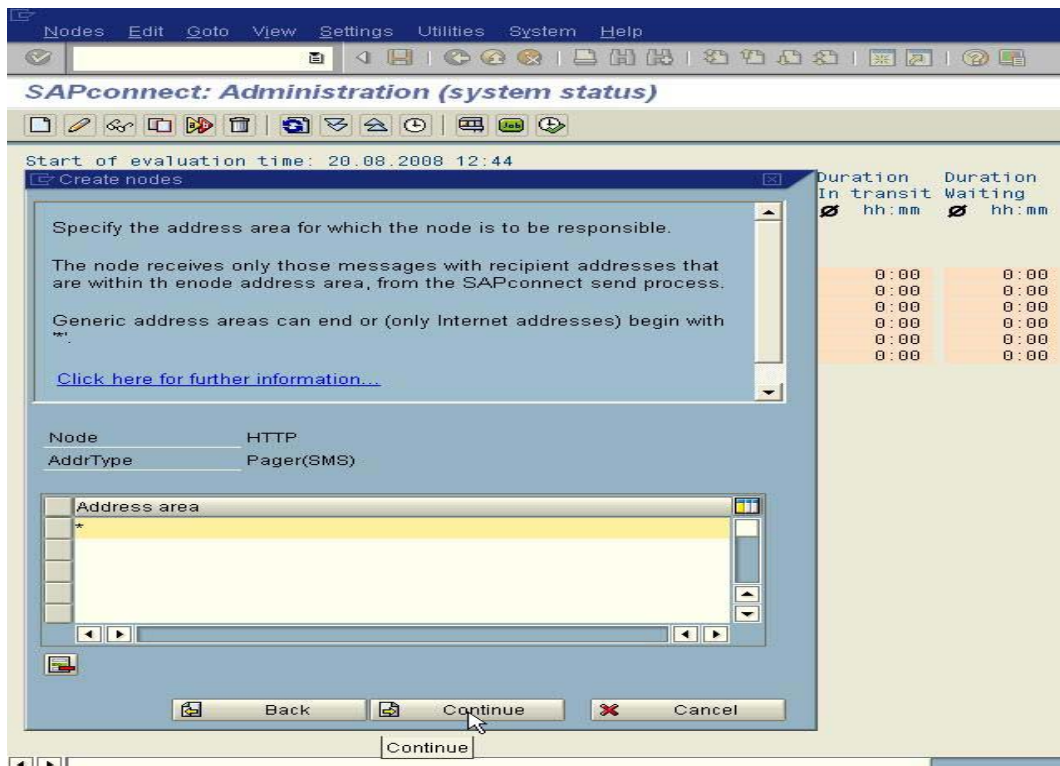 Nodes Edit Goto View Settings Utilities System Help
SAPconnect: Administration (system status)
Job
Start of evaluation time: 20.08.2008 12:44
Create nodes
Duration Duration
In transit Waiting
Ø hh:mm Ø hh:mm
Specify the address area for which the node is to be responsible.
The node receives only those messages with recipient addresses that
are within th enode address area, from the SAPconnect send process.
Generic address areas can end or (only Internet addresses) begin with
'*'.
Click here for further information...
0:00 0:00
0:00 0:00
0:00 0:00
0:00 0:00
0:00 0:00
0:00 0:00
Node HTTP
AddrType Pager(SMS)
Address area
*
Back Continue Cancel
Continue